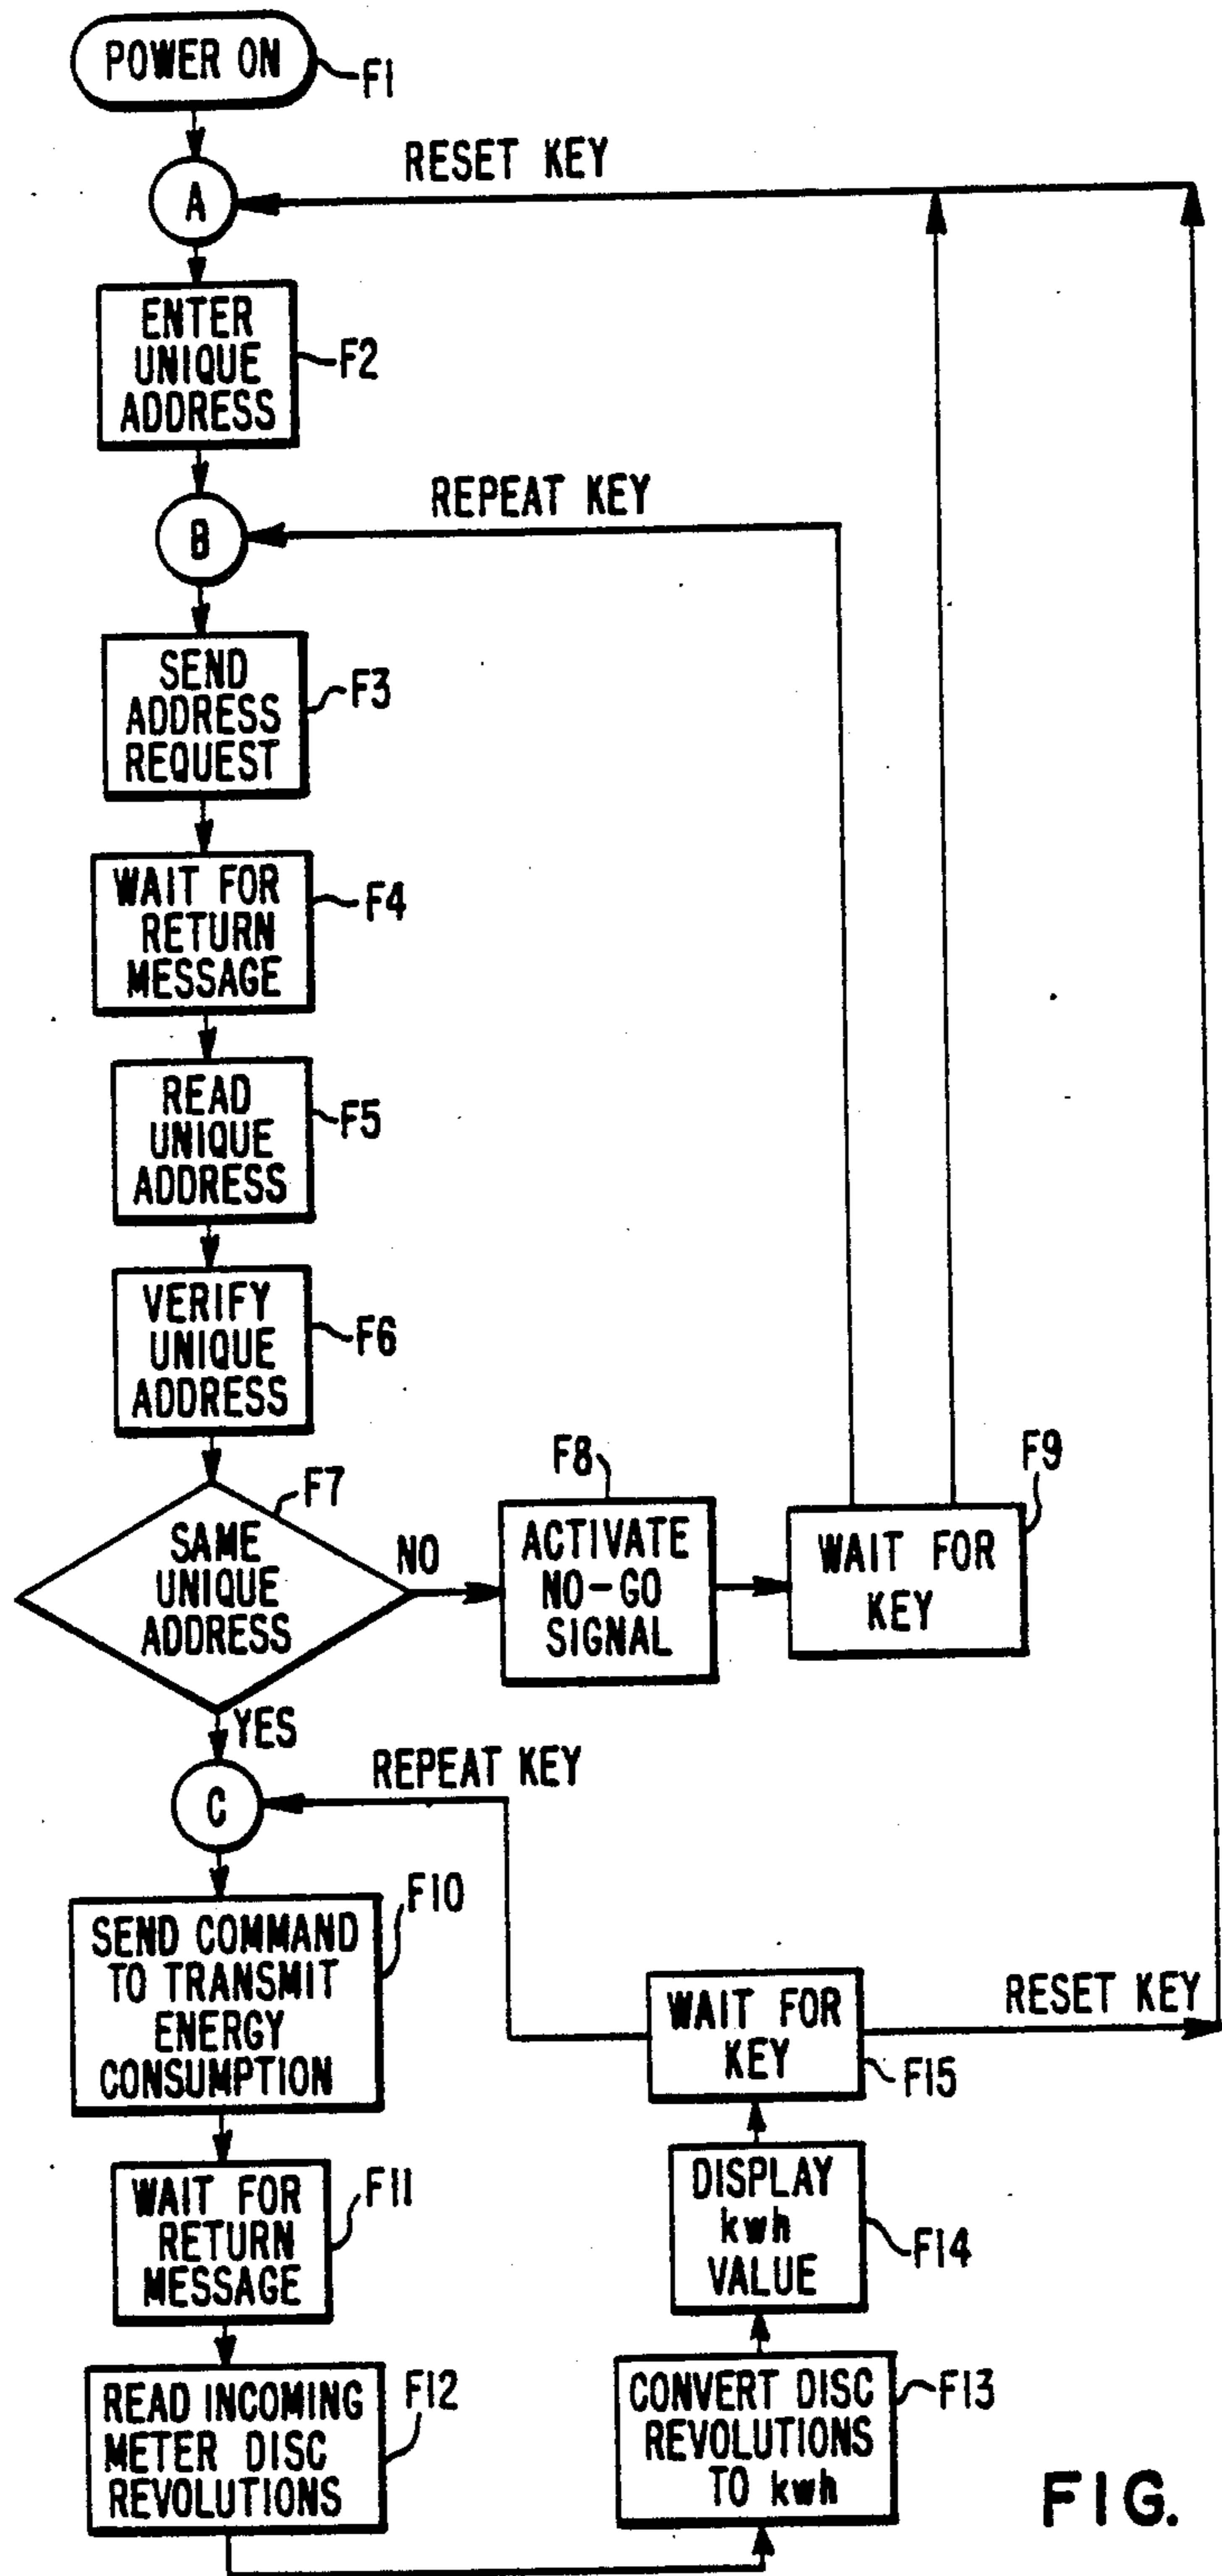 POWER ON
F1
RESET KEY
A
ENTER
UNIQUE
ADDRESS
F2
REPEAT KEY
B
SEND
ADDRESS
REQUEST
F3
WAIT FOR
RETURN
MESSAGE
F4
READ
UNIQUE
ADDRESS
F5
VERIFY
UNIQUE
ADDRESS
F6
SAME
UNIQUE
ADDRESS
F7
NO
ACTIVATE
NO-GO
SIGNAL
F8
WAIT FOR
KEY
F9
YES
REPEAT KEY
C
SEND COMMAND
TO TRANSMIT
ENERGY
CONSUMPTION
F10
WAIT FOR
RETURN
MESSAGE
F11
READ INCOMING
METER DISC
REVOLUTIONS
F12
CONVERT DISC
REVOLUTIONS
TO kwh
F13
DISPLAY
kwh
VALUE
F14
WAIT FOR
KEY
F15
RESET KEY
FIG.